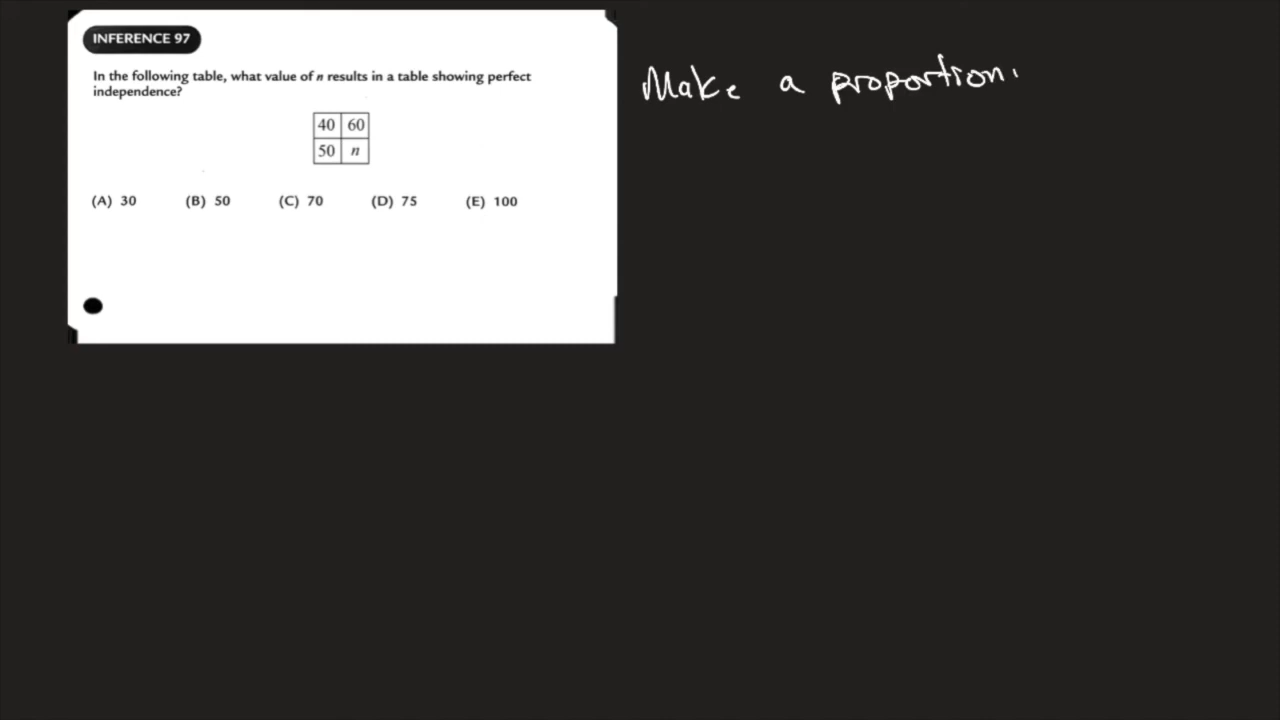 INFERENCE 97
In the following table, what value of n results in a table showing perfect
independence?
40 60
50 n
(A) 30 (B) 50 (C) 70 (D) 75 (E) 100
Make a proportion.